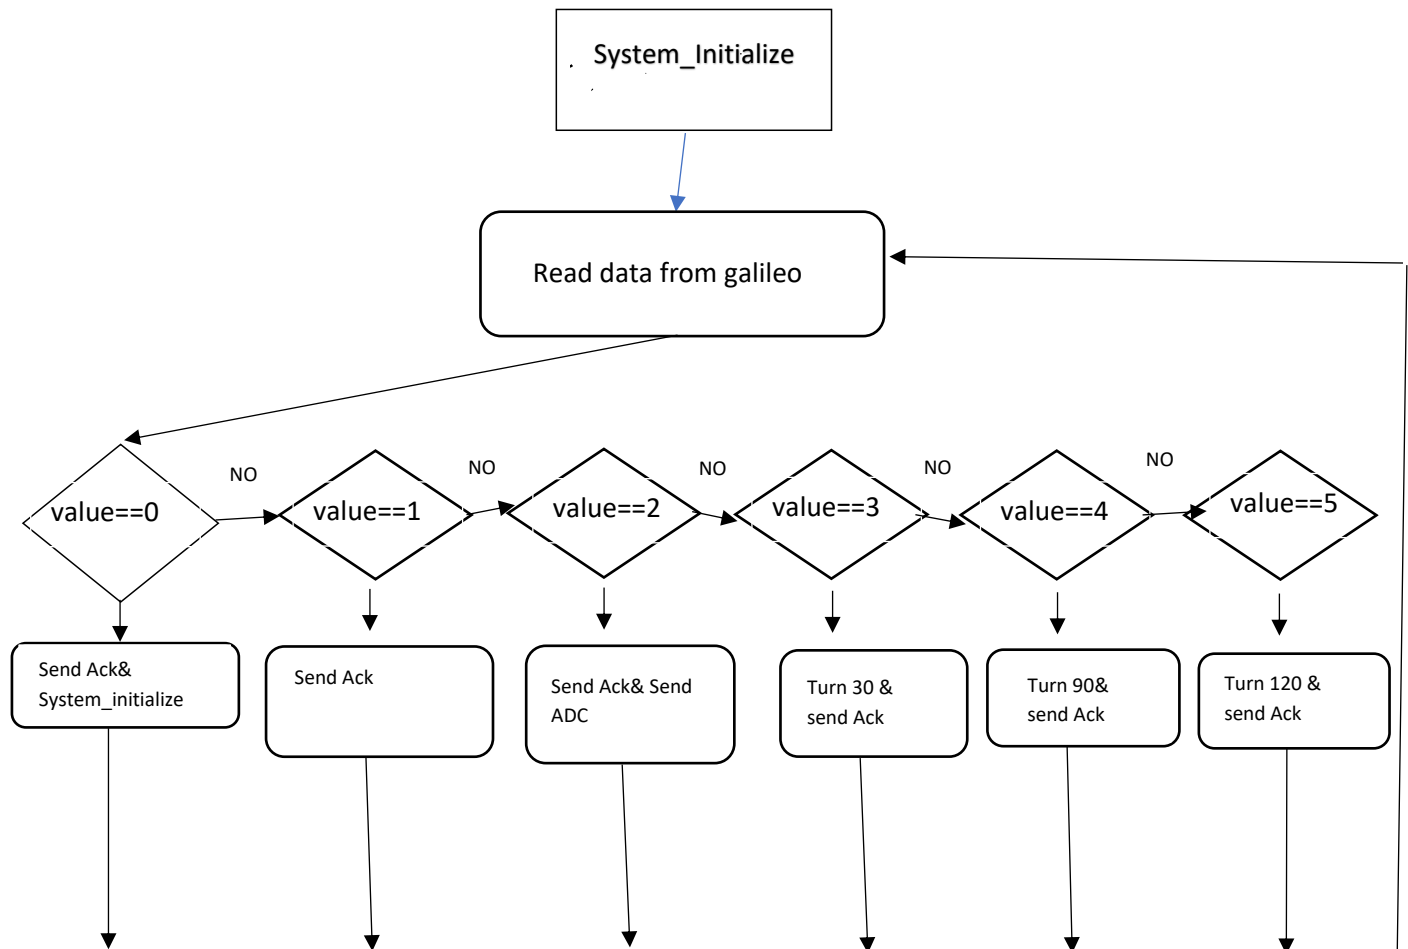 System_Initialize
Read data from galileo
NO
NO
NO
NO
NO
value==0
value==1
value==2
value==3
value==4
value==5
Send Ack&
System_initialize
Send Ack
Send Ack& Send
ADC
Turn 30 &
send Ack
Turn 90&
send Ack
Turn 120 &
send Ack